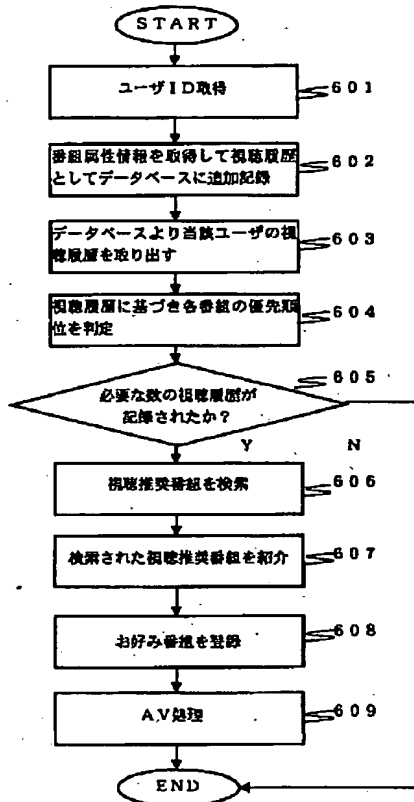 START
ユーザID取得
601
番組属性情報を取得して視聴履歴
としてデータベースに追加記録
602
データベースより当該ユーザの視
聴履歴を取り出す
603
視聴履歴に基づき各番組の優先順
位を判定
604
必要な数の視聴履歴が
記録されたか?
605
Y
N
視聴推奨番組を検索
606
検索された視聴推奨番組を紹介
607
お好み番組を登録
608
AV処理
609
END